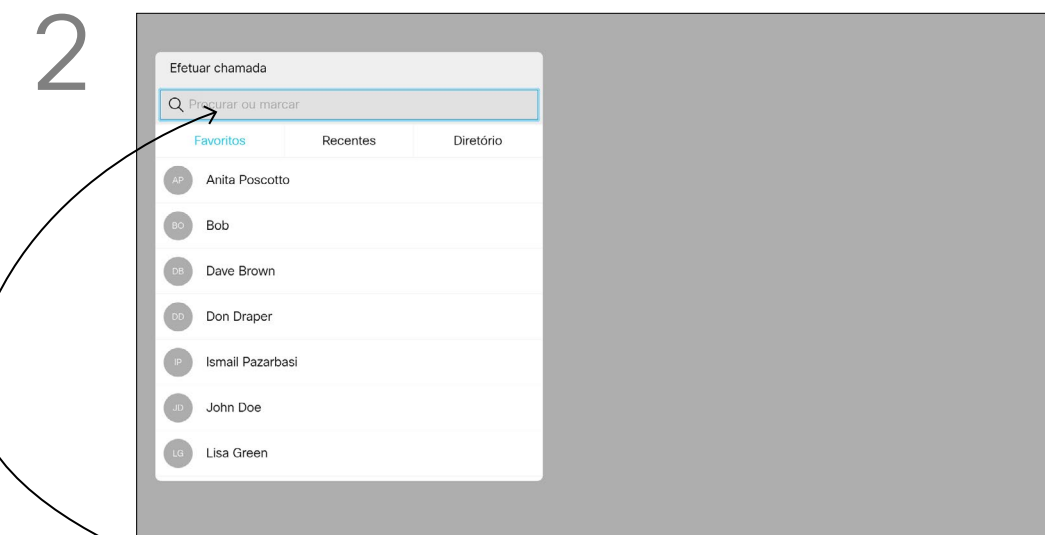 2
Efetuar chamada
Procurar ou marcar
Favoritos Recentes Diretório
AP Anita Poscotto
BO Bob
DB Dave Brown
DD Don Draper
IP Ismail Pazarbasi
JD John Doe
LG Lisa Green